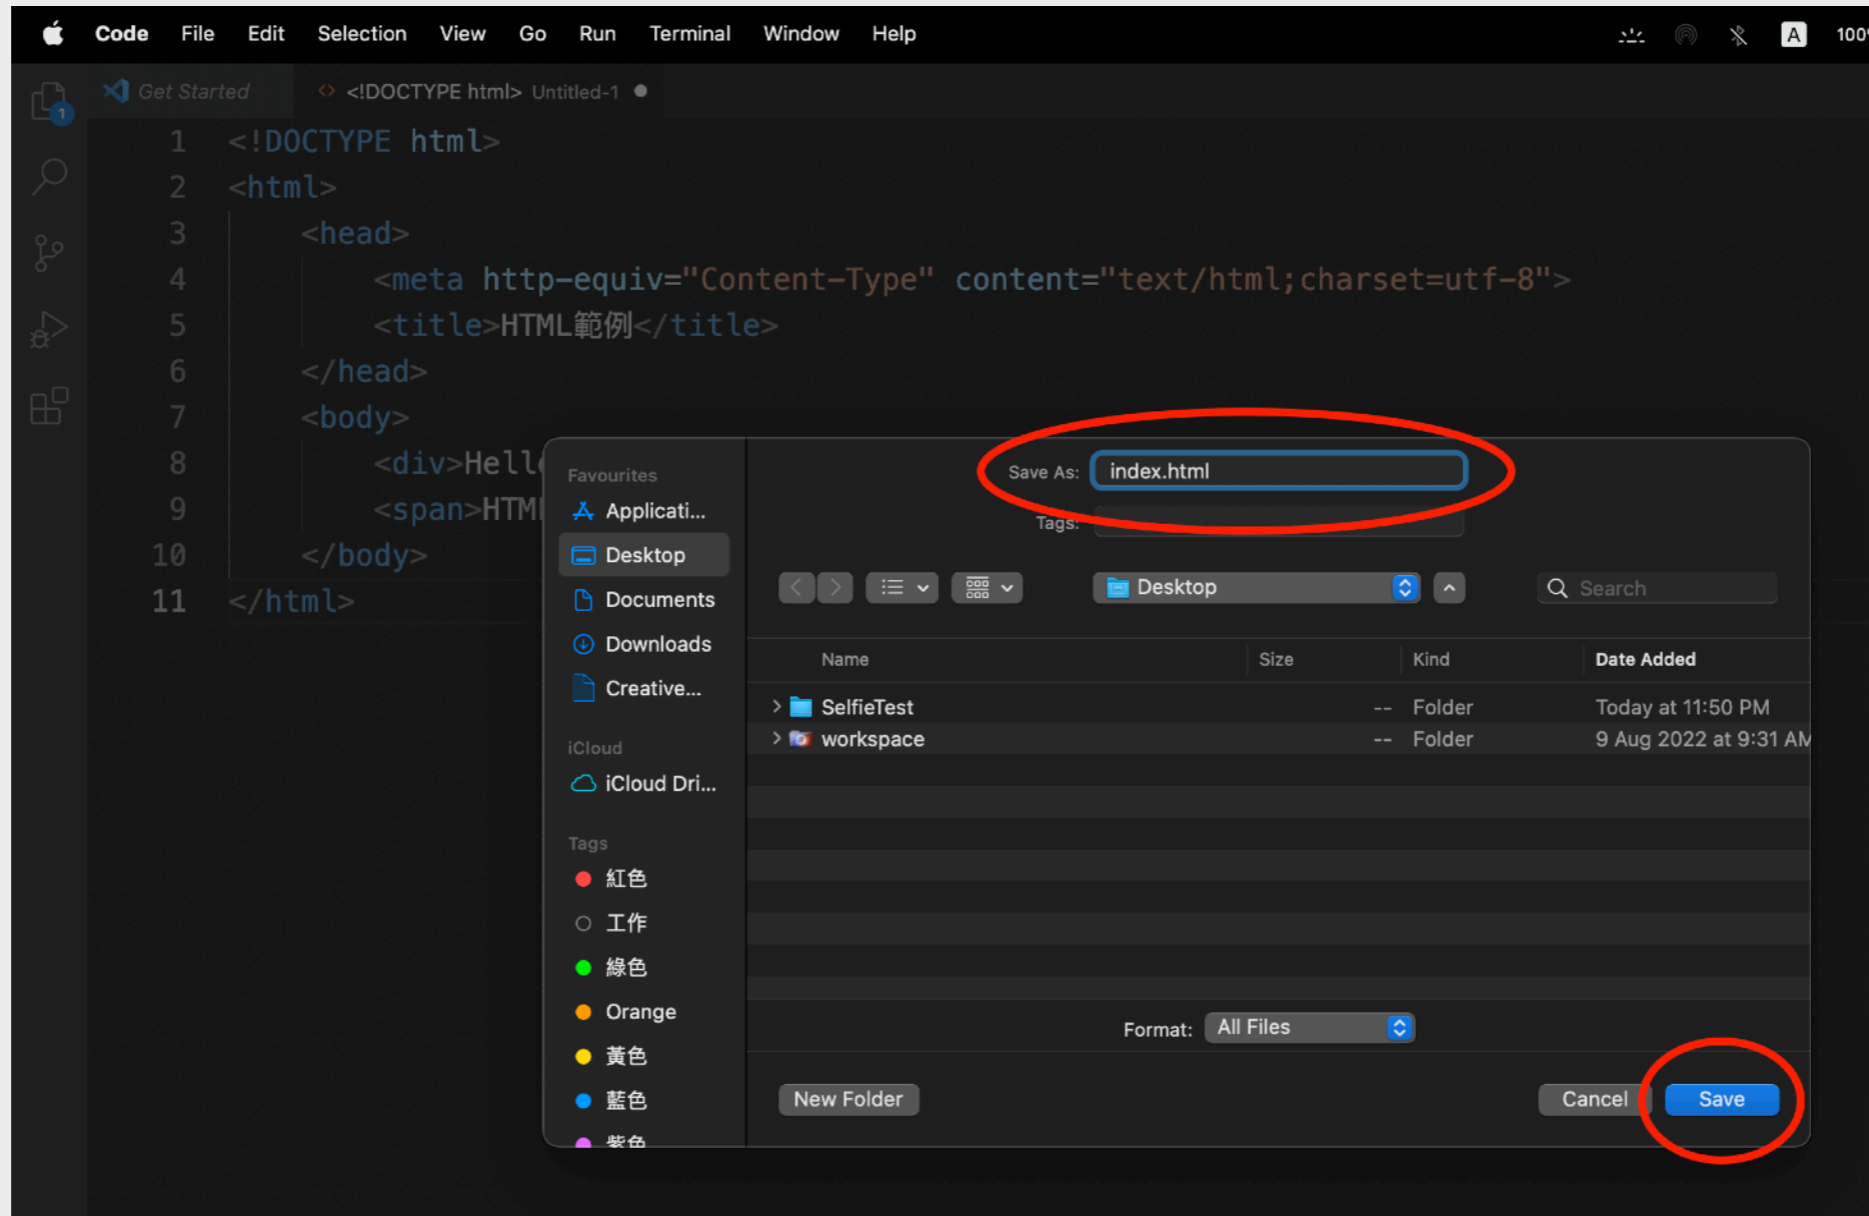 Code File Edit Selection View Go Run Terminal Window Help A 100%
Get Started <> <!DOCTYPE html> Untitled-1
1
1 <!DOCTYPE html>
2 <html>
3 <head>
4 <meta http-equiv="Content-Type" content="text/html;charset=utf-8">
5 <title>HTML範例</title>
6 </head>
7 <body>
8 <div>Hello
9 <span>HTM
10 </body>
11 </html>
Favourites
Applicati...
Desktop
Documents
Downloads
Creative...
iCloud
iCloud Dri...
Tags
紅色
工作
綠色
Orange
黃色
藍色
紫色
Save As: index.html
Tags:
Desktop
Search
Name Size Kind Date Added
SelfieTest -- Folder Today at 11:50 PM
workspace -- Folder 9 Aug 2022 at 9:31 AM
Format: All Files
New Folder Cancel Save